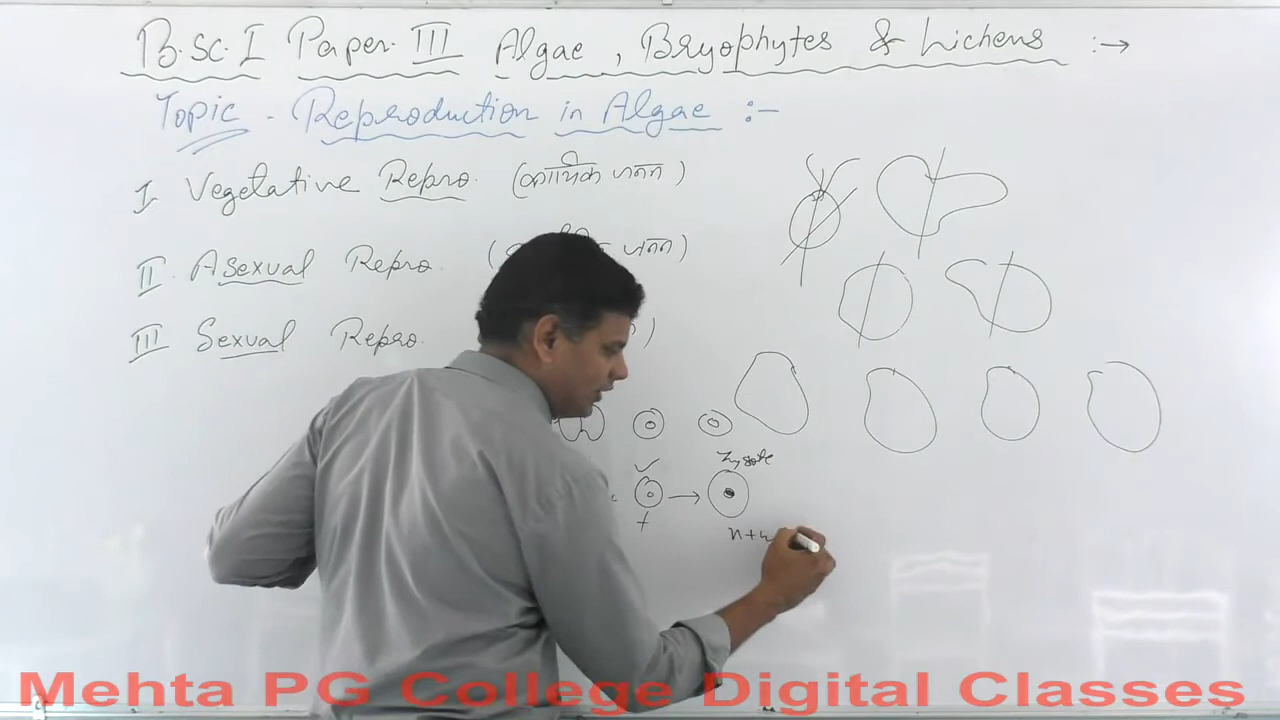 B.Sc. I Paper. III Algae, Bryophytes & Lichens :→
Topic - Reproduction in Algae :-
I Vegetative Repro. (कायिक जनन)
II. Asexual Repro. ( जनन)
III Sexual Repro. )
Zygote
+
n+n
Mehta PG College Digital Classes